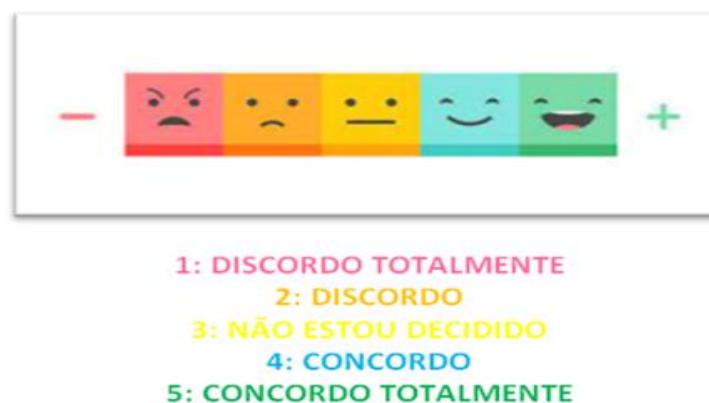 − +
1: DISCORDO TOTALMENTE
2: DISCORDO
3: NÃO ESTOU DECIDIDO
4: CONCORDO
5: CONCORDO TOTALMENTE